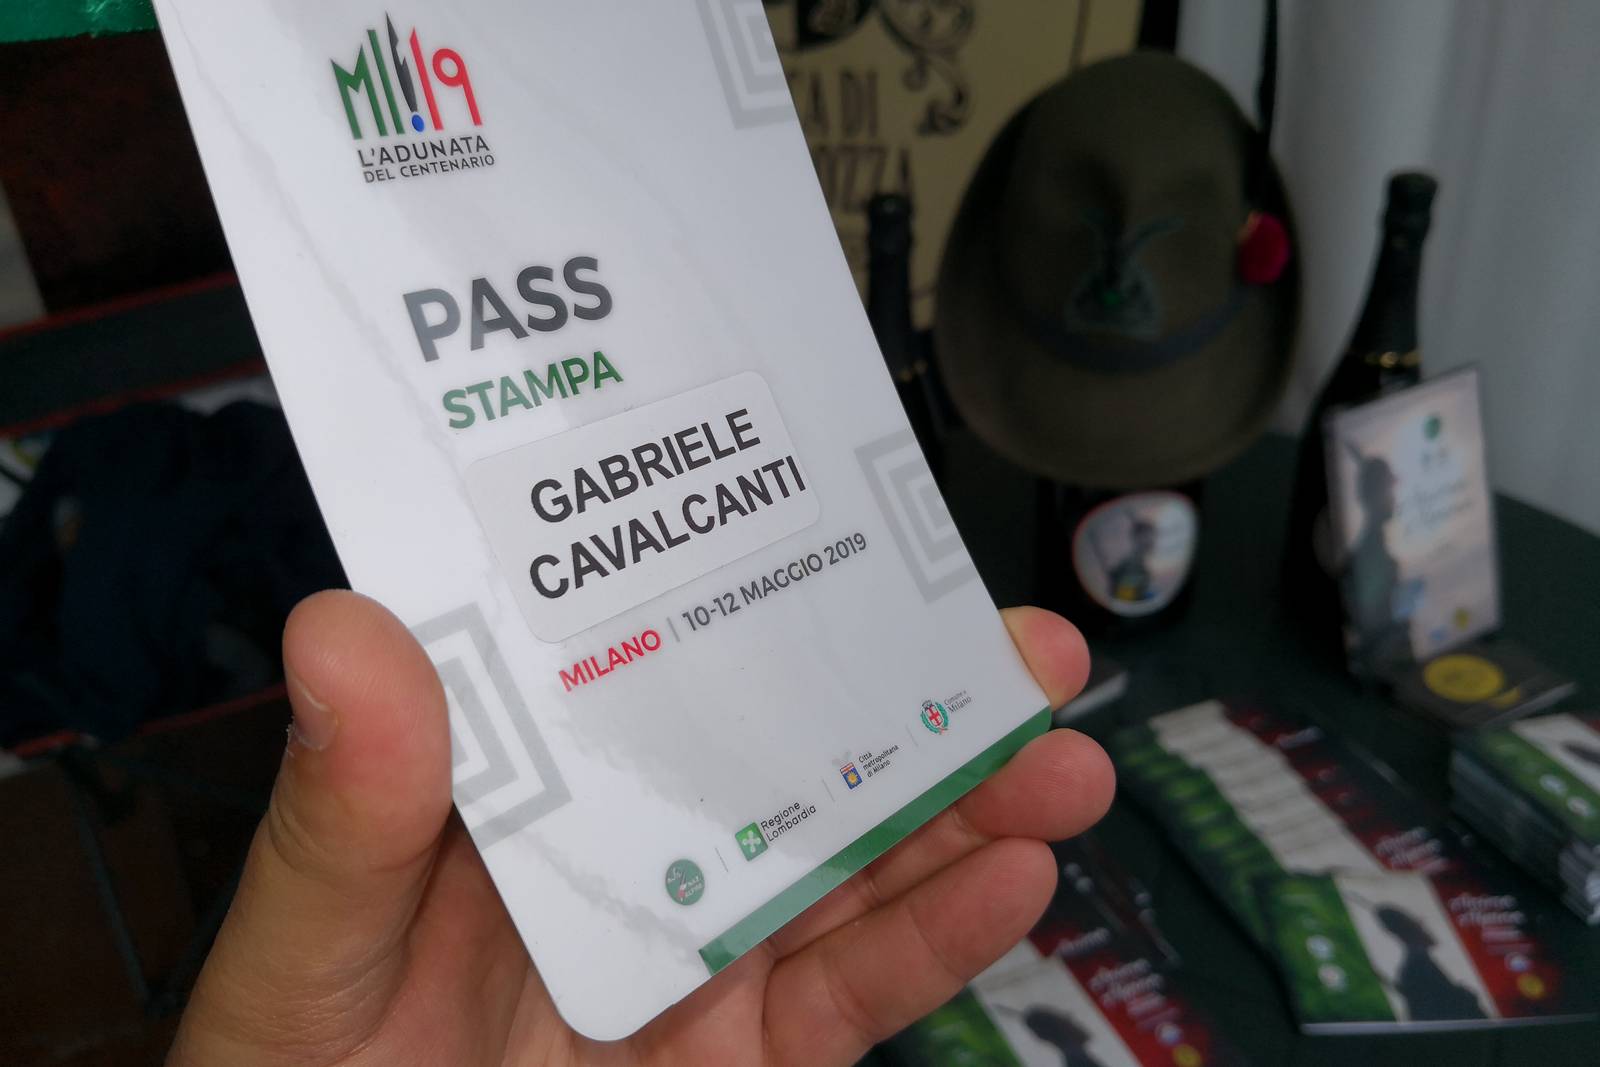 MI!19
L'ADUNATA
DEL CENTENARIO
PASS
STAMPA
GABRIELE
CAVALCANTI
MILANO | 10-12 MAGGIO 2019
Regione
Lombardia
Città
metropolitana
di Milano
Comune di
Milano
DI